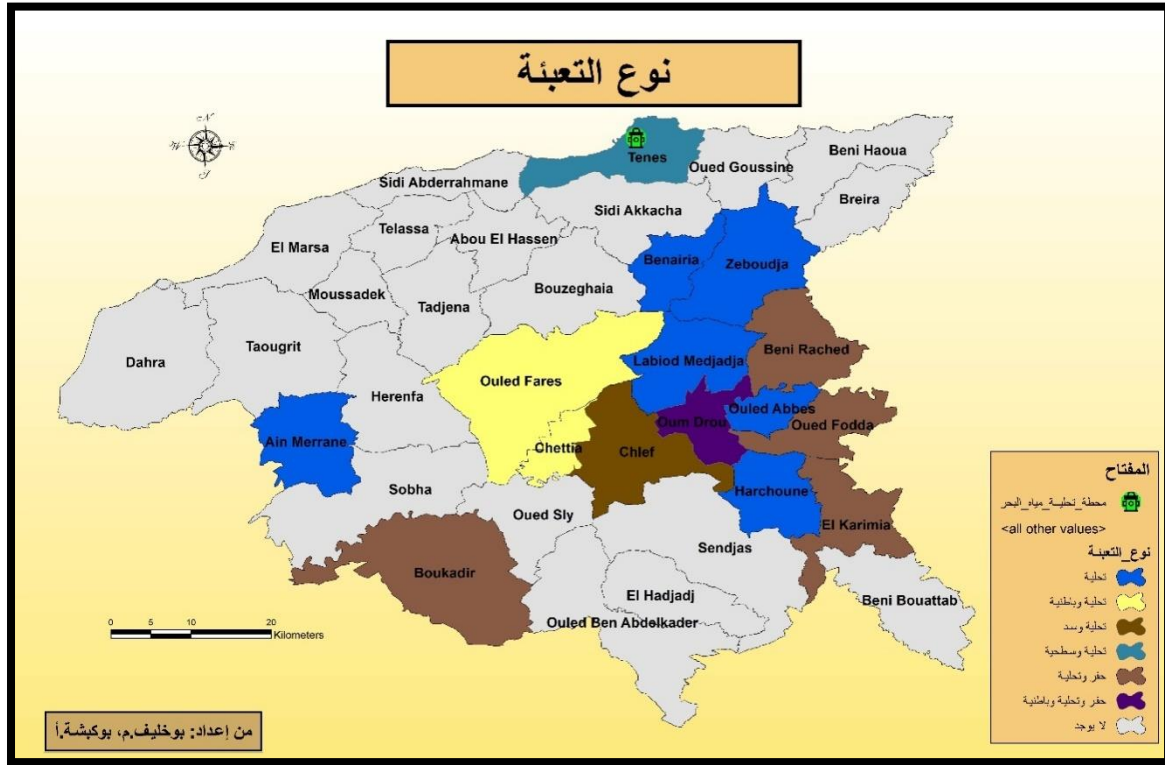 نوع التعبئة
N
W
E
S
Tenes
Oued Goussine
Beni Haoua
Sidi Abderrahmane
Breira
Sidi Akkacha
Telassa
El Marsa
Abou El Hassen
Benairia
Zeboudja
Moussadek
Tadjena
Bouzeghaia
Dahra
Taougrit
Labiod Medjadja
Beni Rached
Ouled Fares
Herenfa
Ouled Abbes
Oum Drou
Oued Fodda
Ain Merrane
Chettia
Chlef
Sobha
Harchoune
Oued Sly
El Karimia
Sendjas
Boukadir
El Hadjadj
Beni Bouattab
Ouled Ben Abdelkader
0 5 10 20
Kilometers
المفتاح
محطة_تحلية_مياه_البحر
<all other values>
نوع_التعبئة
تحلية
تحلية وباطنية
تحلية وسد
تحلية وسطحية
حفر وتحلية
حفر وتحلية وباطنية
لا يوجد
من إعداد: بوخليف.م، بوكبشة.أ